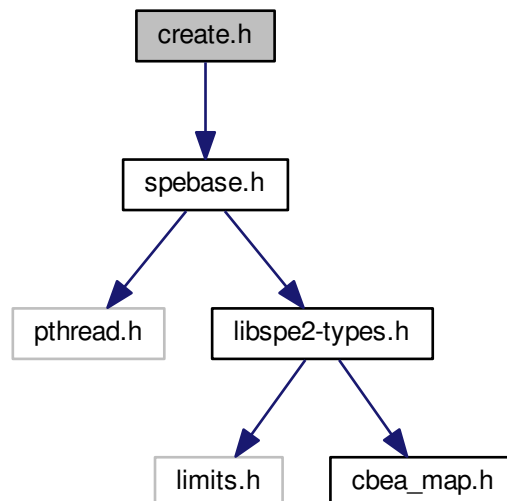 create.h
spebase.h
pthread.h
libspe2-types.h
limits.h
cbea_map.h